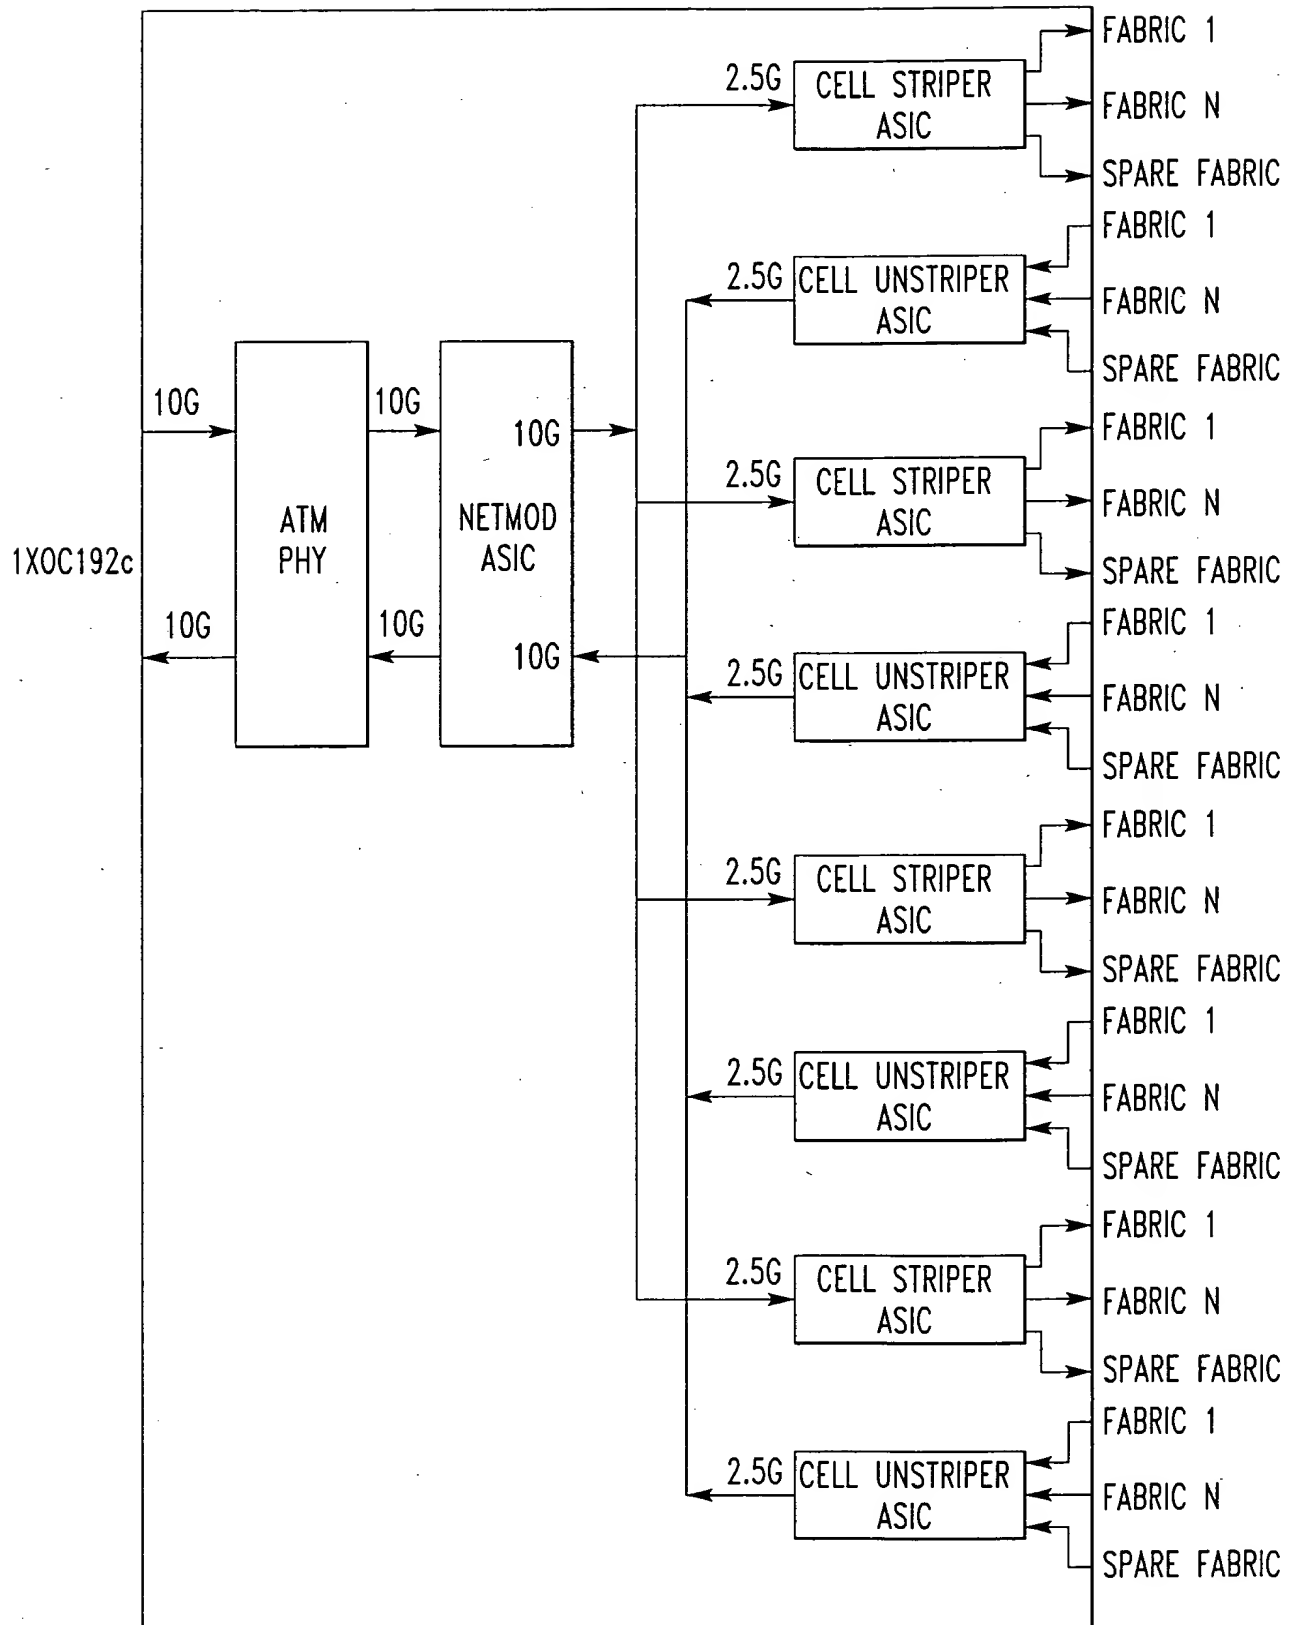 FABRIC 1
2.5G
CELL STRIPER
ASIC
FABRIC N
SPARE FABRIC
FABRIC 1
2.5G
CELL UNSTRIPER
ASIC
FABRIC N
SPARE FABRIC
10G
10G
10G
FABRIC 1
2.5G
CELL STRIPER
ASIC
FABRIC N
SPARE FABRIC
ATM
PHY
NETMOD
ASIC
1XOC192c
10G
10G
10G
FABRIC 1
2.5G
CELL UNSTRIPER
ASIC
FABRIC N
SPARE FABRIC
FABRIC 1
2.5G
CELL STRIPER
ASIC
FABRIC N
SPARE FABRIC
FABRIC 1
2.5G
CELL UNSTRIPER
ASIC
FABRIC N
SPARE FABRIC
FABRIC 1
2.5G
CELL STRIPER
ASIC
FABRIC N
SPARE FABRIC
FABRIC 1
2.5G
CELL UNSTRIPER
ASIC
FABRIC N
SPARE FABRIC